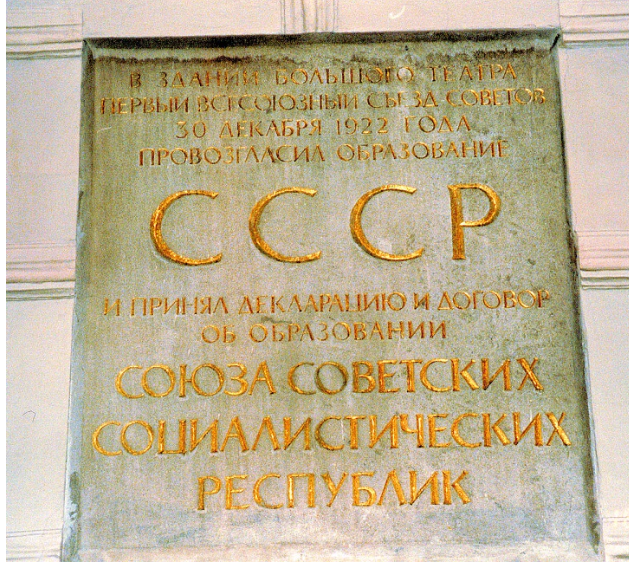 В ЗДАНИИ БОЛЬШОГО ТЕАТРА
ПЕРВЫЙ ВСЕСОЮЗНЫЙ СЪЕЗД СОВЕТОВ
30 ДЕКАБРЯ 1922 ГОДА
ПРОВОЗГЛАСИЛ ОБРАЗОВАНИЕ
СССР
И ПРИНЯЛ ДЕКЛАРАЦИЮ И ДОГОВОР
ОБ ОБРАЗОВАНИИ
СОЮЗА СОВЕТСКИХ
СОЦИАЛИСТИЧЕСКИХ
РЕСПУБЛИК